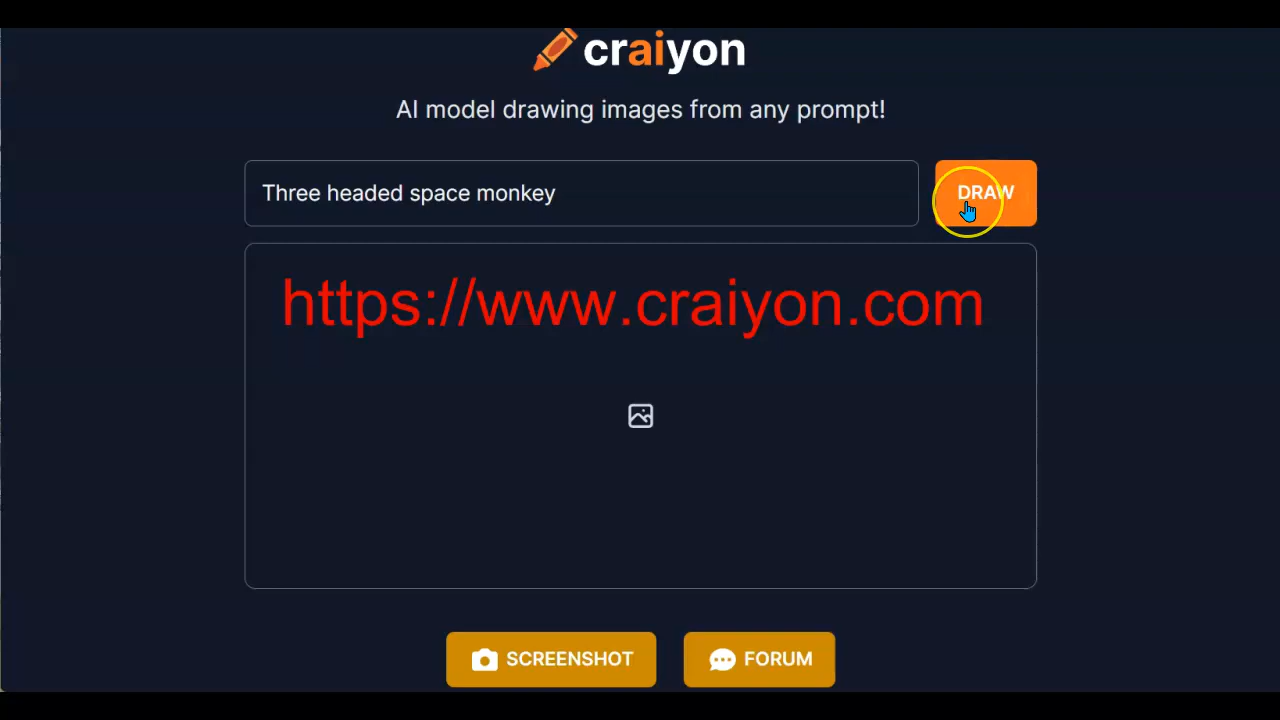 craiyon
AI model drawing images from any prompt!
Three headed space monkey
DRAW
https://www.craiyon.com
SCREENSHOT
FORUM